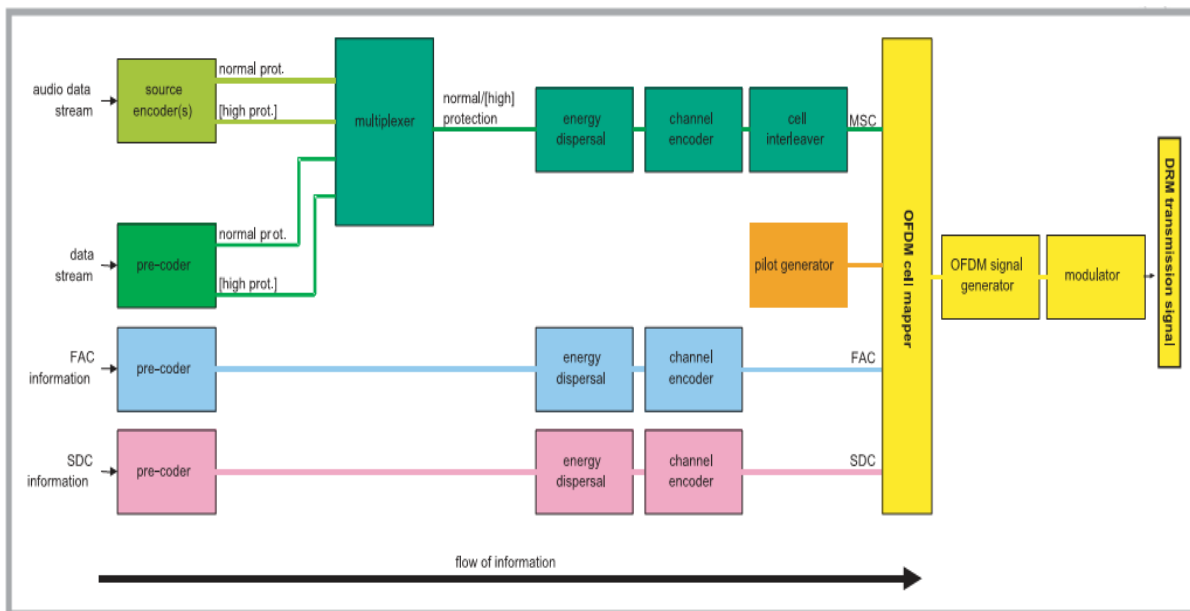 audio data
stream
source
encoder(s)
normal prot.
[high prot.]
multiplexer
normal/[high]
protection
energy
dispersal
channel
encoder
cell
interleaver
MSC
data
stream
pre-coder
normal prot.
[high prot.]
pilot generator
OFDM cell mapper
OFDM signal
generator
modulator
DRM transmission signal
FAC
information
pre-coder
energy
dispersal
channel
encoder
FAC
SDC
information
pre-coder
energy
dispersal
channel
encoder
SDC
flow of information